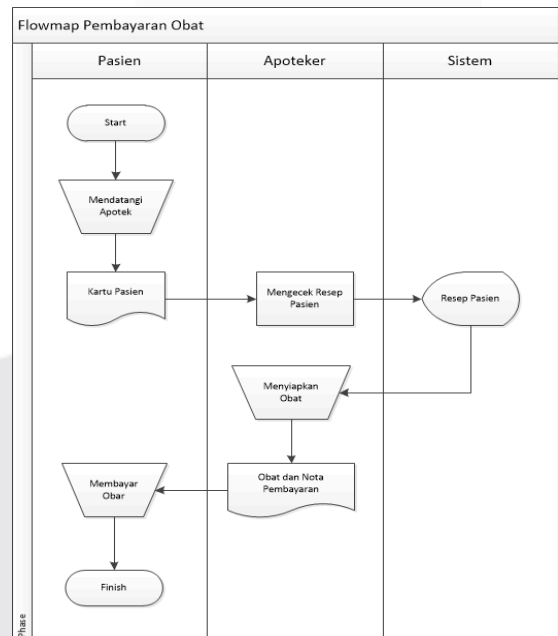 Flowmap Pembayaran Obat
Pasien
Apoteker
Sistem
Start
Mendatangi
Apotek
Kartu Pasien
Mengecek Resep
Pasien
Resep Pasien
Menyiapkan
Obat
Obat dan Nota
Pembayaran
Membayar
Obar
Finish
Phase